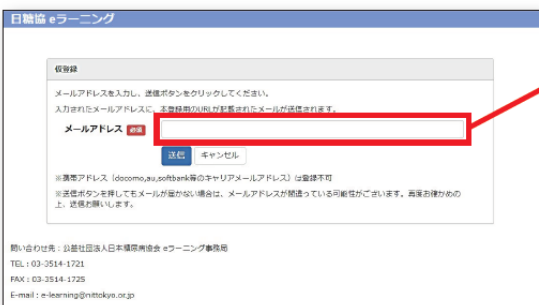 日糖協 eラーニング
仮登録
メールアドレスを入力し、送信ボタンをクリックしてください。
入力されたメールアドレスに、本登録用のURLが記載されたメールが送信されます。
メールアドレス 必須
送信 キャンセル
※携帯アドレス（docomo,au,softbank等のキャリアメールアドレス）は登録不可
※送信ボタンを押してもメールが届かない場合は、メールアドレスが間違っている可能性がございます。再度お確かめの
上、送信お願いします。
問い合わせ先：公益社団法人日本糖尿病協会 eラーニング事務局
TEL：03-3514-1721
FAX：03-3514-1725
E-mail：e-learning@nittokyo.or.jp